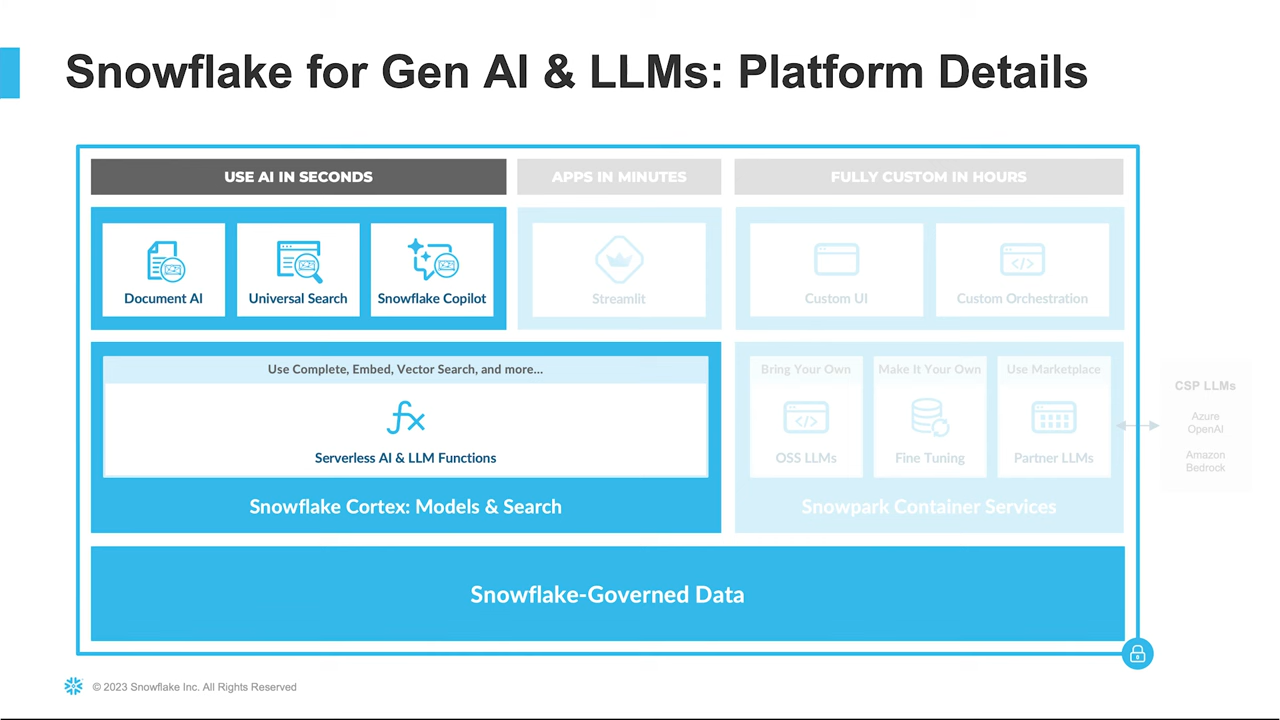 Snowflake for Gen AI & LLMs: Platform Details
USE AI IN SECONDS
APPS IN MINUTES
FULLY CUSTOM IN HOURS
Document AI
Universal Search
Snowflake Copilot
Streamlit
Custom UI
Custom Orchestration
Use Complete, Embed, Vector Search, and more...
Serverless AI & LLM Functions
Snowflake Cortex: Models & Search
Bring Your Own
Make It Your Own
Use Marketplace
OSS LLMs
Fine Tuning
Partner LLMs
Snowpark Container Services
CSP LLMs
Azure
OpenAI
Amazon
Bedrock
Snowflake-Governed Data
© 2023 Snowflake Inc. All Rights Reserved